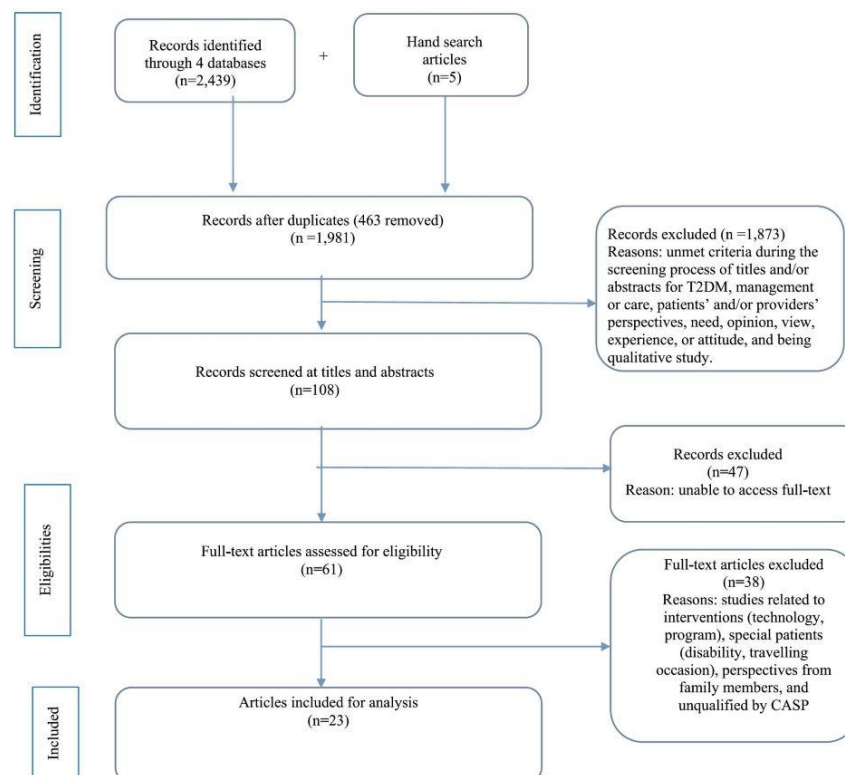 Identification
Records identified
through 4 databases
(n=2,439)
+
Hand search
articles
(n=5)
Screening
Records after duplicates (463 removed)
(n =1,981)
Records excluded (n =1,873)
Reasons: unmet criteria during the
screening process of titles and/or
abstracts for T2DM, management
or care, patients' and/or providers'
perspectives, need, opinion, view,
experience, or attitude, and being
qualitative study.
Records screened at titles and abstracts
(n=108)
Records excluded
(n=47)
Reason: unable to access full-text
Eligibilities
Full-text articles assessed for eligibility
(n=61)
Full-text articles excluded
(n=38)
Reasons: studies related to
interventions (technology,
program), special patients
(disability, travelling
occasion), perspectives from
family members, and
unqualified by CASP
Included
Articles included for analysis
(n=23)